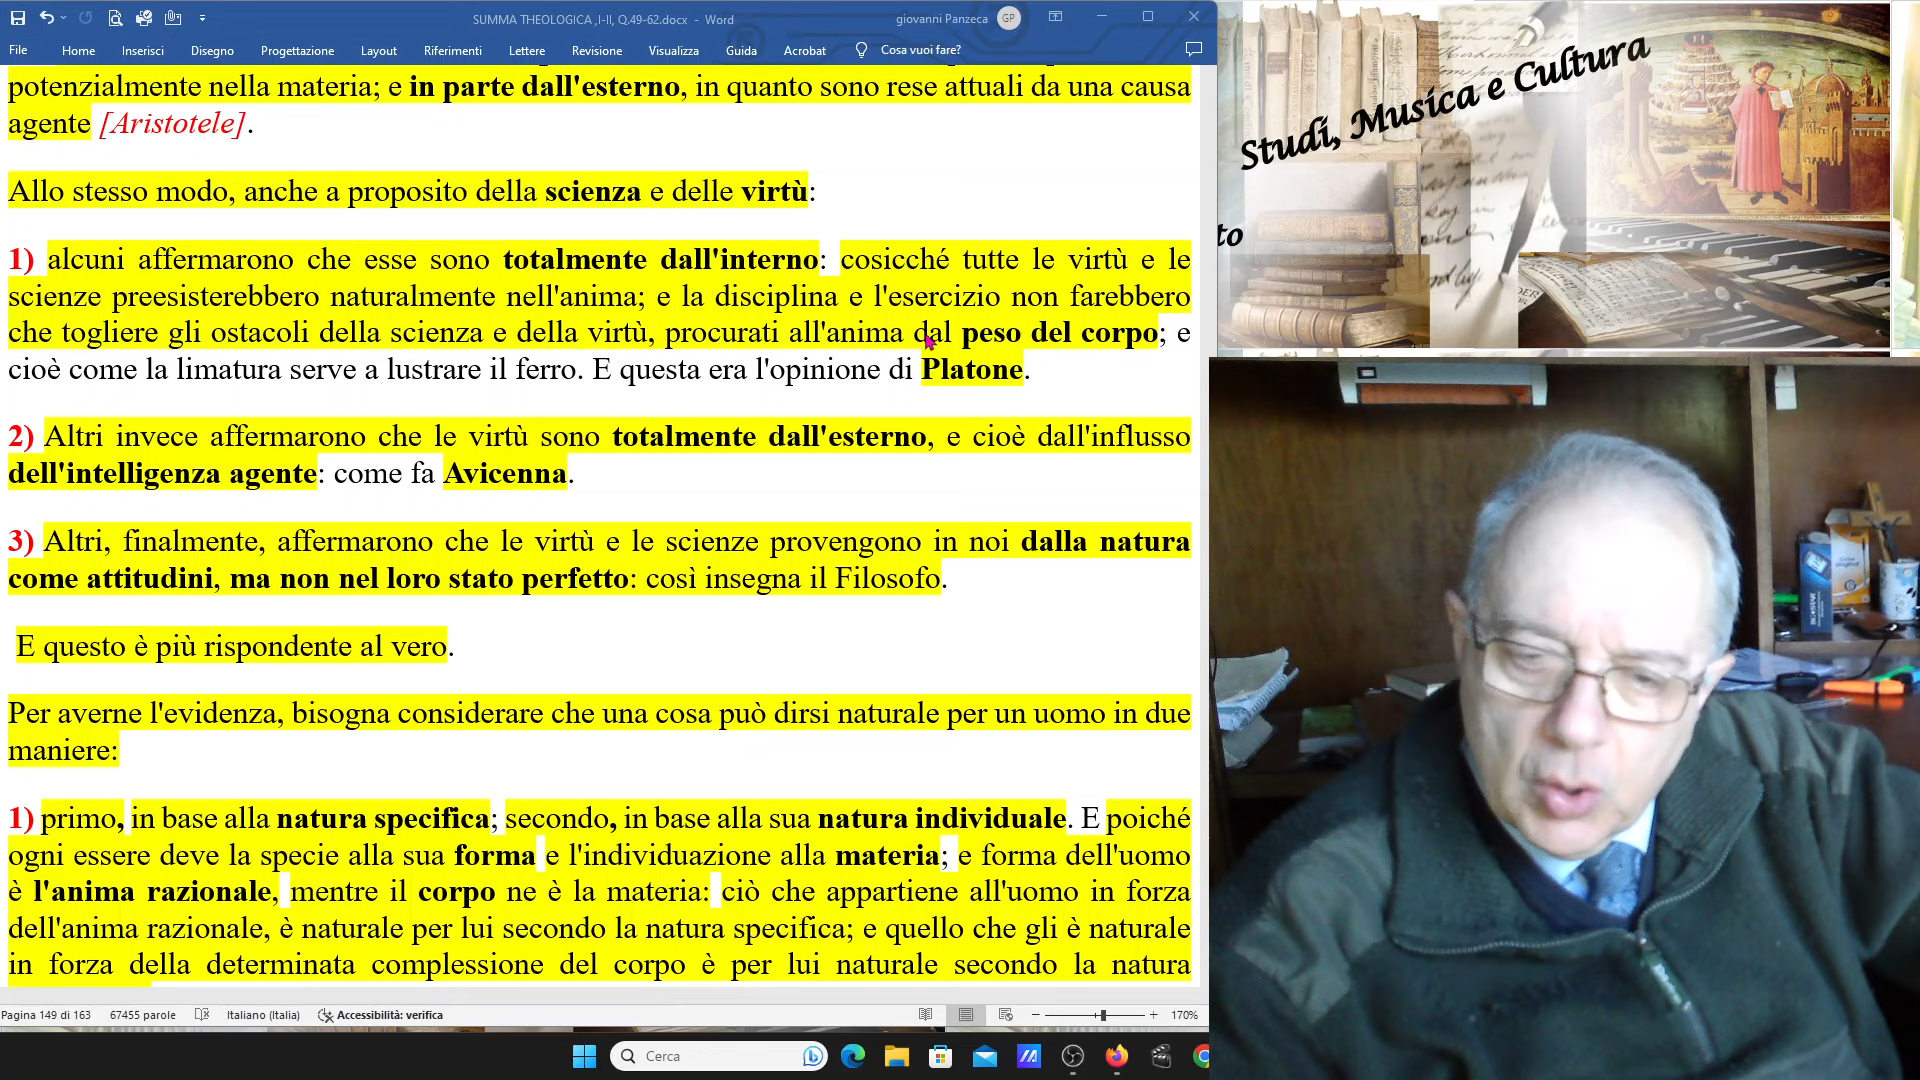 SUMMA THEOLOGICA ,I-II, Q.49-62.docx - Word
giovanni Panzeca GP
File Home Inserisci Disegno Progettazione Layout Riferimenti Lettere Revisione Visualizza Guida Acrobat Cosa vuoi fare?
potenzialmente nella materia; e in parte dall'esterno, in quanto sono rese attuali da una causa
agente [Aristotele].
Allo stesso modo, anche a proposito della scienza e delle virtù:
1) alcuni affermarono che esse sono totalmente dall'interno: cosicché tutte le virtù e le
scienze preesisterebbero naturalmente nell'anima; e la disciplina e l'esercizio non farebbero
che togliere gli ostacoli della scienza e della virtù, procurati all'anima dal peso del corpo; e
cioè come la limatura serve a lustrare il ferro. E questa era l'opinione di Platone.
2) Altri invece affermarono che le virtù sono totalmente dall'esterno, e cioè dall'influsso
dell'intelligenza agente: come fa Avicenna.
3) Altri, finalmente, affermarono che le virtù e le scienze provengono in noi dalla natura
come attitudini, ma non nel loro stato perfetto: così insegna il Filosofo.
E questo è più rispondente al vero.
Per averne l'evidenza, bisogna considerare che una cosa può dirsi naturale per un uomo in due
maniere:
1) primo, in base alla natura specifica; secondo, in base alla sua natura individuale. E poiché
ogni essere deve la specie alla sua forma e l'individuazione alla materia; e forma dell'uomo
è l'anima razionale, mentre il corpo ne è la materia: ciò che appartiene all'uomo in forza
dell'anima razionale, è naturale per lui secondo la natura specifica; e quello che gli è naturale
in forza della determinata complessione del corpo è per lui naturale secondo la natura
Pagina 149 di 163 67455 parole Italiano (Italia) Accessibilità: verifica 170%
Cerca
Studi, Musica e Cultura
to